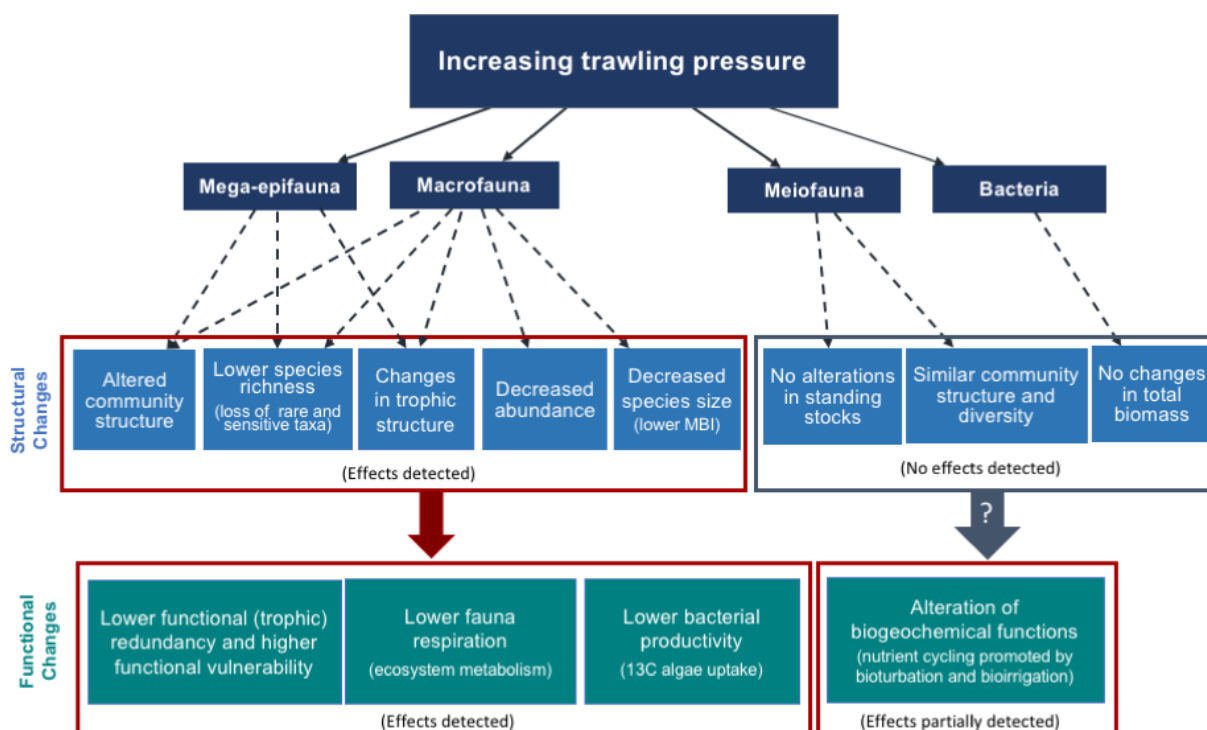 Increasing trawling pressure
Mega-epifauna
Macrofauna
Meiofauna
Bacteria
Structural
Changes
Altered
community
structure
Lower species
richness
(loss of rare and
sensitive taxa)
Changes
in trophic
structure
Decreased
abundance
Decreased
species size
(lower MBI)
(Effects detected)
No alterations
in standing
stocks
Similar community
structure and
diversity
No changes
in total
biomass
(No effects detected)
?
Functional
Changes
Lower functional (trophic)
redundancy and higher
functional vulnerability
Lower fauna
respiration
(ecosystem metabolism)
Lower bacterial
productivity
(13C algae uptake)
(Effects detected)
Alteration of
biogeochemical functions
(nutrient cycling promoted by
bioturbation and bioirrigation)
(Effects partially detected)